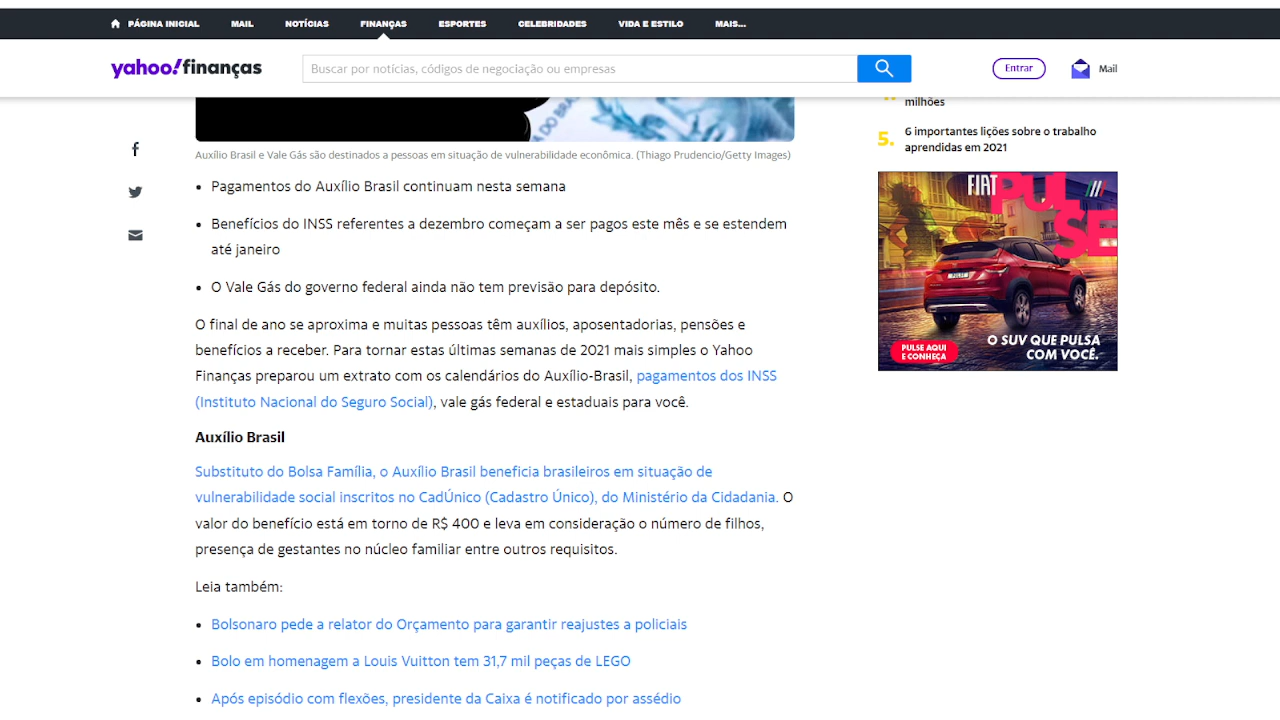 PÁGINA INICIAL MAIL NOTÍCIAS FINANÇAS ESPORTES CELEBRIDADES VIDA E ESTILO MAIS...
yahoo!finanças
Buscar por notícias, códigos de negociação ou empresas
Entrar
Mail
DO BRA
Auxílio Brasil e Vale Gás são destinados a pessoas em situação de vulnerabilidade econômica. (Thiago Prudencio/Getty Images)
• Pagamentos do Auxílio Brasil continuam nesta semana
• Benefícios do INSS referentes a dezembro começam a ser pagos este mês e se estendem
até janeiro
• O Vale Gás do governo federal ainda não tem previsão para depósito.
O final de ano se aproxima e muitas pessoas têm auxílios, aposentadorias, pensões e
benefícios a receber. Para tornar estas últimas semanas de 2021 mais simples o Yahoo
Finanças preparou um extrato com os calendários do Auxílio-Brasil, pagamentos dos INSS
(Instituto Nacional do Seguro Social), vale gás federal e estaduais para você.
Auxílio Brasil
Substituto do Bolsa Família, o Auxílio Brasil beneficia brasileiros em situação de
vulnerabilidade social inscritos no CadÚnico (Cadastro Único), do Ministério da Cidadania. O
valor do benefício está em torno de R$ 400 e leva em consideração o número de filhos,
presença de gestantes no núcleo familiar entre outros requisitos.
Leia também:
• Bolsonaro pede a relator do Orçamento para garantir reajustes a policiais
• Bolo em homenagem a Louis Vuitton tem 31,7 mil peças de LEGO
• Após episódio com flexões, presidente da Caixa é notificado por assédio
milhões
5. 6 importantes lições sobre o trabalho
aprendidas em 2021
FIAT PULSE
PULSE
PULSE AQUI
E CONHEÇA
O SUV QUE PULSA
COM VOCÊ.